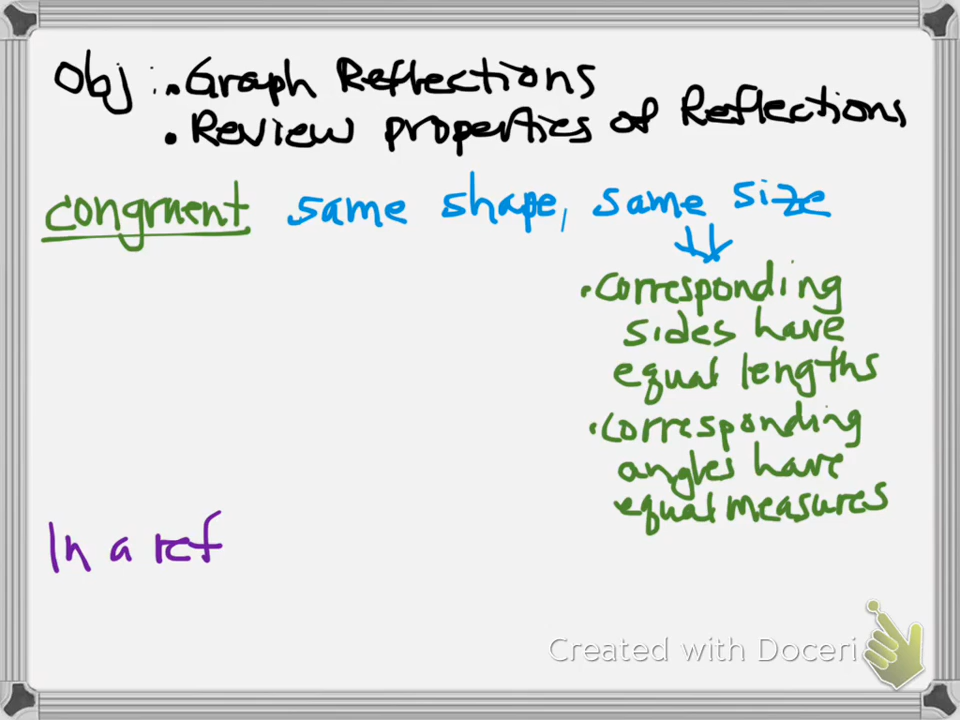 Obj: • Graph Reflections
• Review properties of Reflections
congruent same shape, same size
• Corresponding
sides have
equal lengths
• Corresponding
angles have
equal measures
In a ref
Created with Doceri